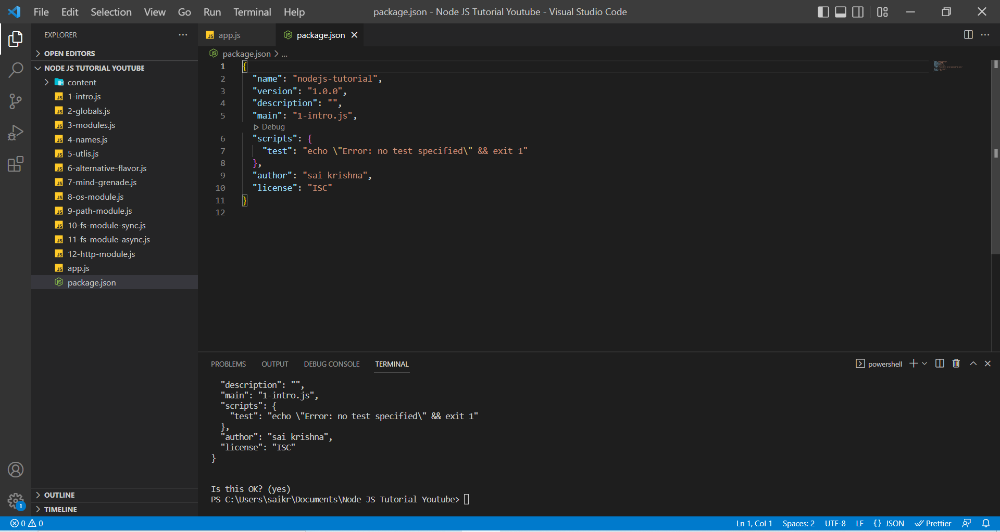 File Edit Selection View Go Run Terminal Help
package.json - Node JS Tutorial Youtube - Visual Studio Code
EXPLORER
OPEN EDITORS
NODE JS TUTORIAL YOUTUBE
content
1-intro.js
2-globals.js
3-modules.js
4-names.js
5-utlis.js
6-alternative-flavor.js
7-mind-grenade.js
8-os-module.js
9-path-module.js
10-fs-module-sync.js
11-fs-module-async.js
12-http-module.js
app.js
package.json
OUTLINE
TIMELINE
app.js package.json
package.json > ...
1 {
2 "name": "nodejs-tutorial",
3 "version": "1.0.0",
4 "description": "",
5 "main": "1-intro.js",
Debug
6 "scripts": {
7 "test": "echo \"Error: no test specified\" && exit 1"
8 },
9 "author": "sai krishna",
10 "license": "ISC"
11 }
12
PROBLEMS OUTPUT DEBUG CONSOLE TERMINAL
powershell
"description": "",
"main": "1-intro.js",
"scripts": {
"test": "echo \"Error: no test specified\" && exit 1"
},
"author": "sai krishna",
"license": "ISC"
}
Is this OK? (yes)
PS C:\Users\saikr\Documents\Node JS Tutorial Youtube>
1
0 0
Ln 1, Col 1 Spaces: 2 UTF-8 LF {} JSON Prettier